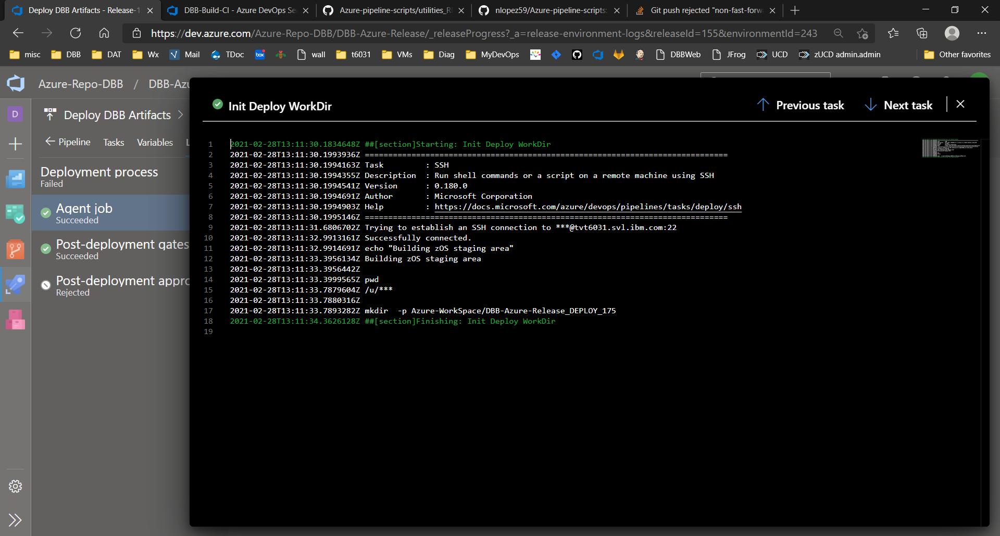 Deploy DBB Artifacts - Release-1
DBB-Build-CI - Azure DevOps Se
Azure-pipeline-scripts/utilities_R
nlopez59/Azure-pipeline-scripts:
Git push rejected "non-fast-forw
https://dev.azure.com/Azure-Repo-DBB/DBB-Azure-Release/_releaseProgress?_a=release-environment-logs&releaseId=155&environmentId=243
misc DBB DAT Wx Mail TDoc box wall t6031 VMs Diag MyDevOps DBBWeb JFrog UCD zUCD admin.admin Other favorites
Azure-Repo-DBB / DBB-Azu
D
Deploy DBB Artifacts
Pipeline Tasks Variables L
Deployment process
Failed
Agent job
Succeeded
Post-deployment gates
Succeeded
Post-deployment appro
Rejected
Init Deploy WorkDir
Previous task
Next task
1 2021-02-28T13:11:30.1834648Z ##[section]Starting: Init Deploy WorkDir
2 2021-02-28T13:11:30.1993936Z ==============================================================================
3 2021-02-28T13:11:30.1994163Z Task         : SSH
4 2021-02-28T13:11:30.1994355Z Description  : Run shell commands or a script on a remote machine using SSH
5 2021-02-28T13:11:30.1994541Z Version      : 0.180.0
6 2021-02-28T13:11:30.1994691Z Author       : Microsoft Corporation
7 2021-02-28T13:11:30.1994903Z Help         : https://docs.microsoft.com/azure/devops/pipelines/tasks/deploy/ssh
8 2021-02-28T13:11:30.1995146Z ==============================================================================
9 2021-02-28T13:11:31.6806702Z Trying to establish an SSH connection to ***@tvt6031.svl.ibm.com:22
10 2021-02-28T13:11:32.9913161Z Successfully connected.
11 2021-02-28T13:11:32.9914691Z echo "Building zOS staging area"
12 2021-02-28T13:11:33.3956134Z Building zOS staging area
13 2021-02-28T13:11:33.3956442Z
14 2021-02-28T13:11:33.3999565Z pwd
15 2021-02-28T13:11:33.7879604Z /u/***
16 2021-02-28T13:11:33.7880316Z
17 2021-02-28T13:11:33.7893282Z mkdir  -p Azure-WorkSpace/DBB-Azure-Release_DEPLOY_175
18 2021-02-28T13:11:34.3626128Z ##[section]Finishing: Init Deploy WorkDir
19